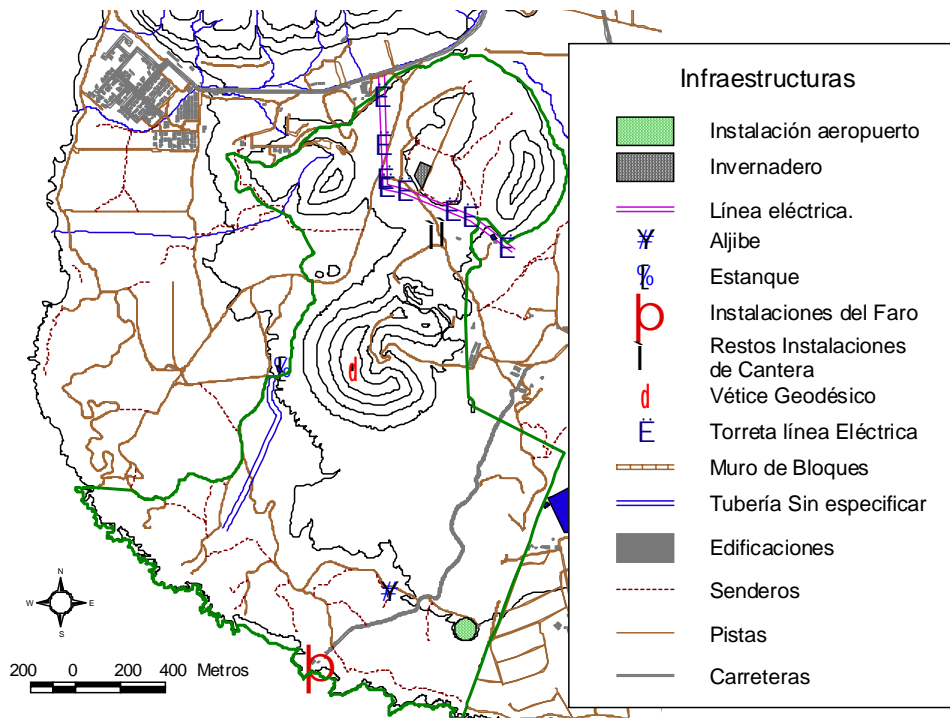 Infraestructuras
Instalación aeropuerto
Invernadero
Línea eléctrica.
Aljibe
Estanque
Instalaciones del Faro
Restos Instalaciones
de Cantera
Vétice Geodésico
Torreta línea Eléctrica
Muro de Bloques
Tubería Sin especificar
Edificaciones
Senderos
Pistas
Carreteras
N
W E
S
200 0 200 400 Metros